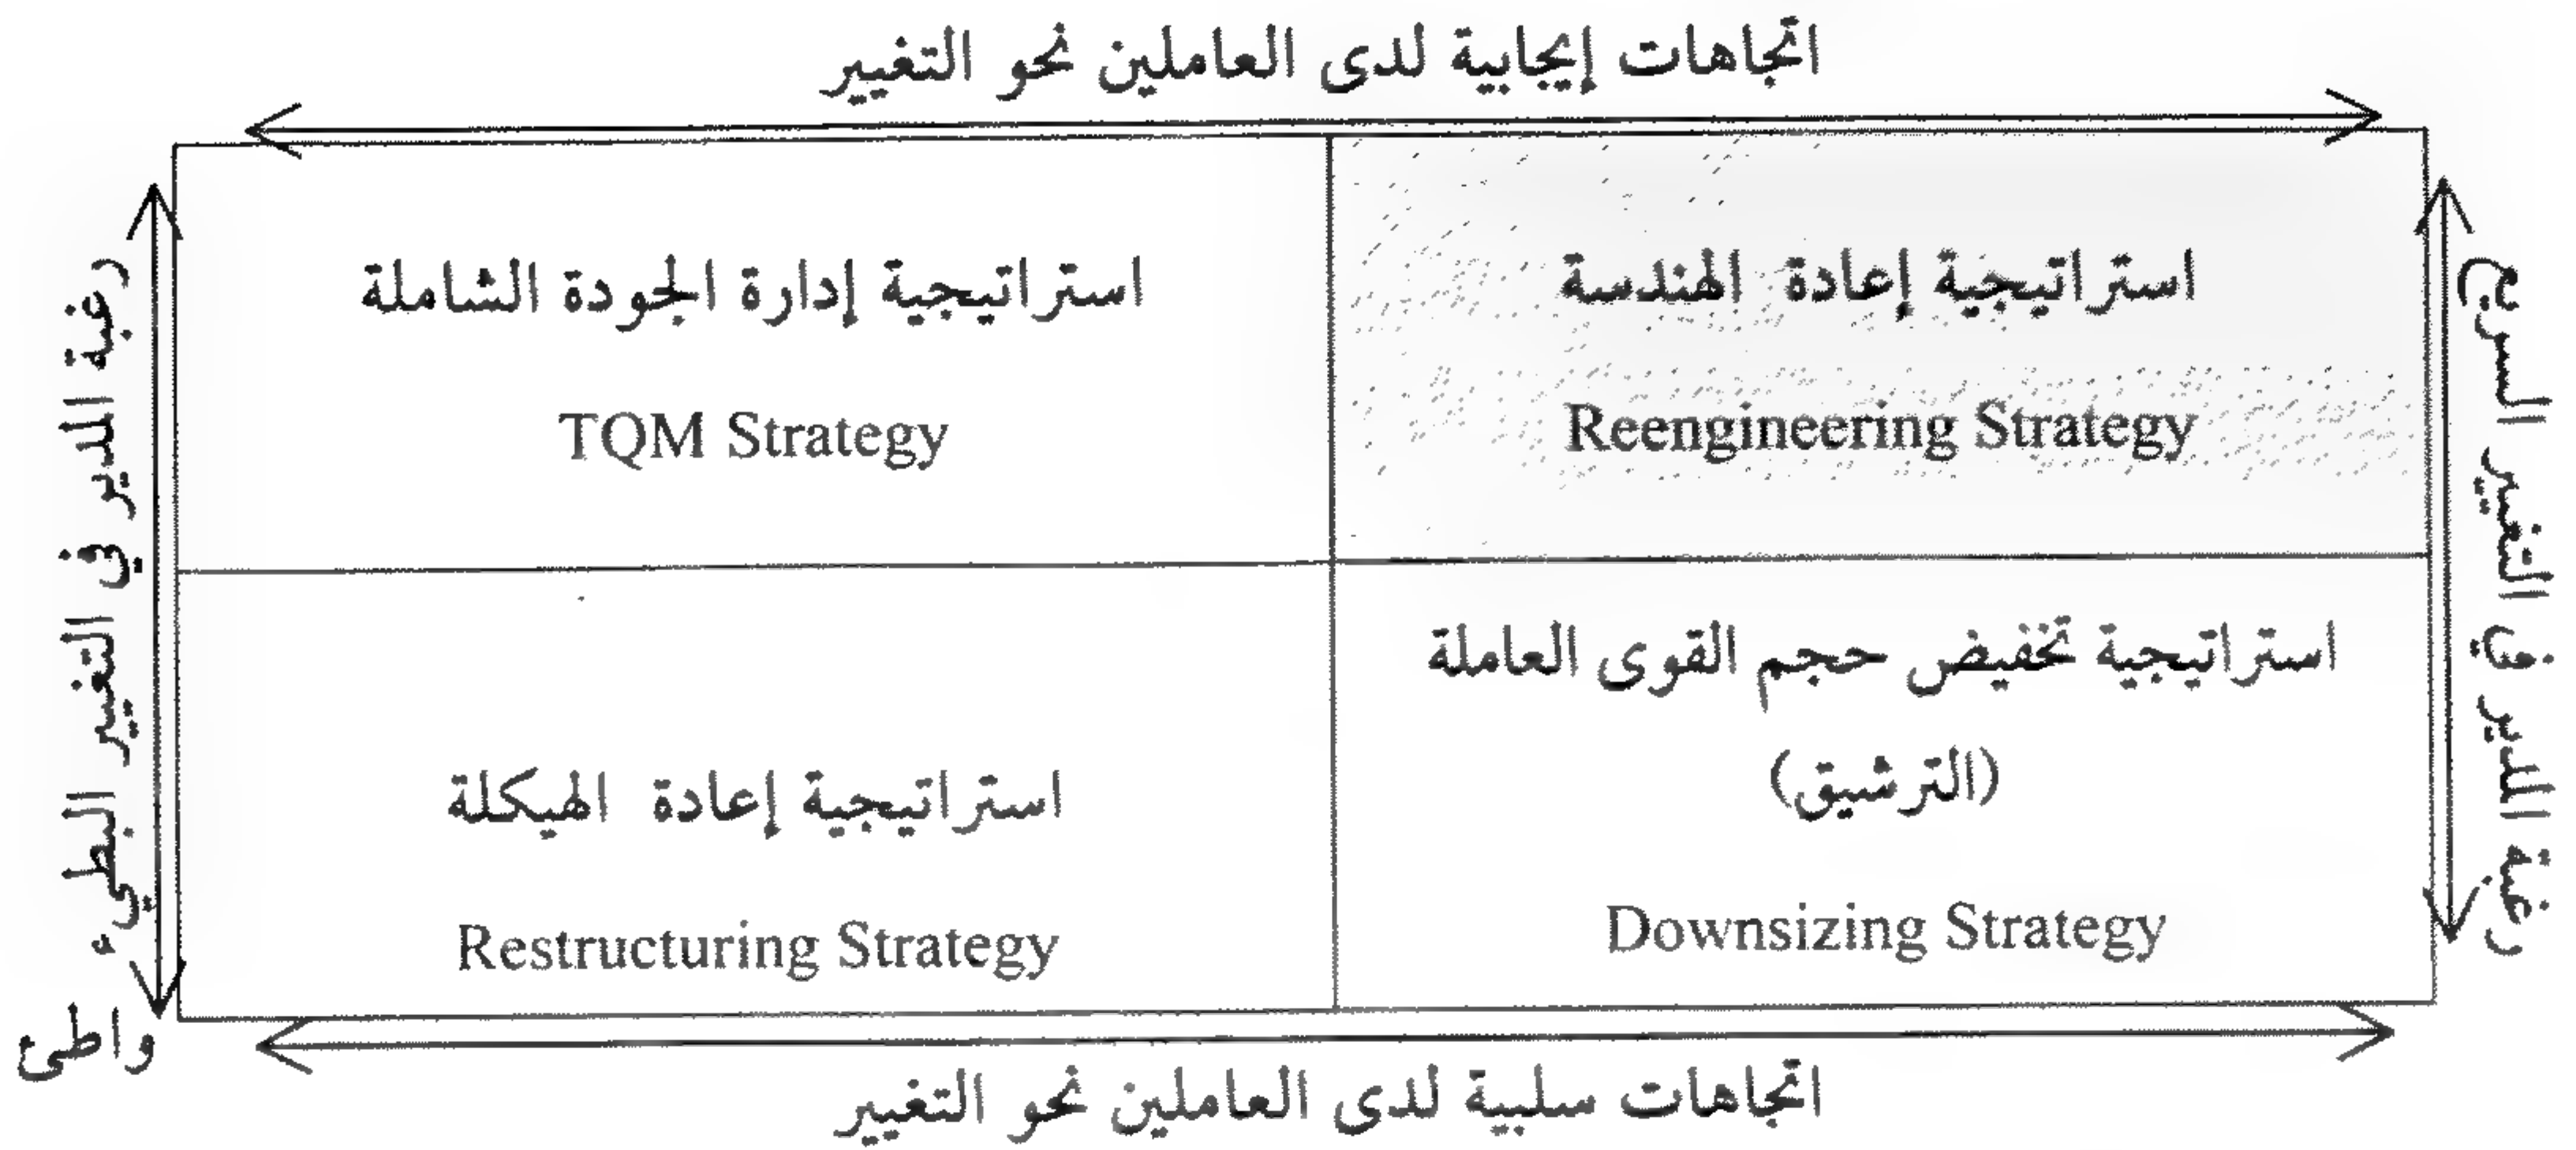 اتجاهات إيجابية لدى العاملين نحو التغيير
رغبة المدير في التغيير السريع
استراتيجية إعادة الهندسة
Reengineering Strategy
استراتيجية إدارة الجودة الشاملة
TQM Strategy
رغبة المدير في التغيير البطيء
استراتيجية تخفيض حجم القوى العاملة
(الترشيق)
Downsizing Strategy
استراتيجية إعادة الهيكلة
Restructuring Strategy
واطئ
اتجاهات سلبية لدى العاملين نحو التغيير